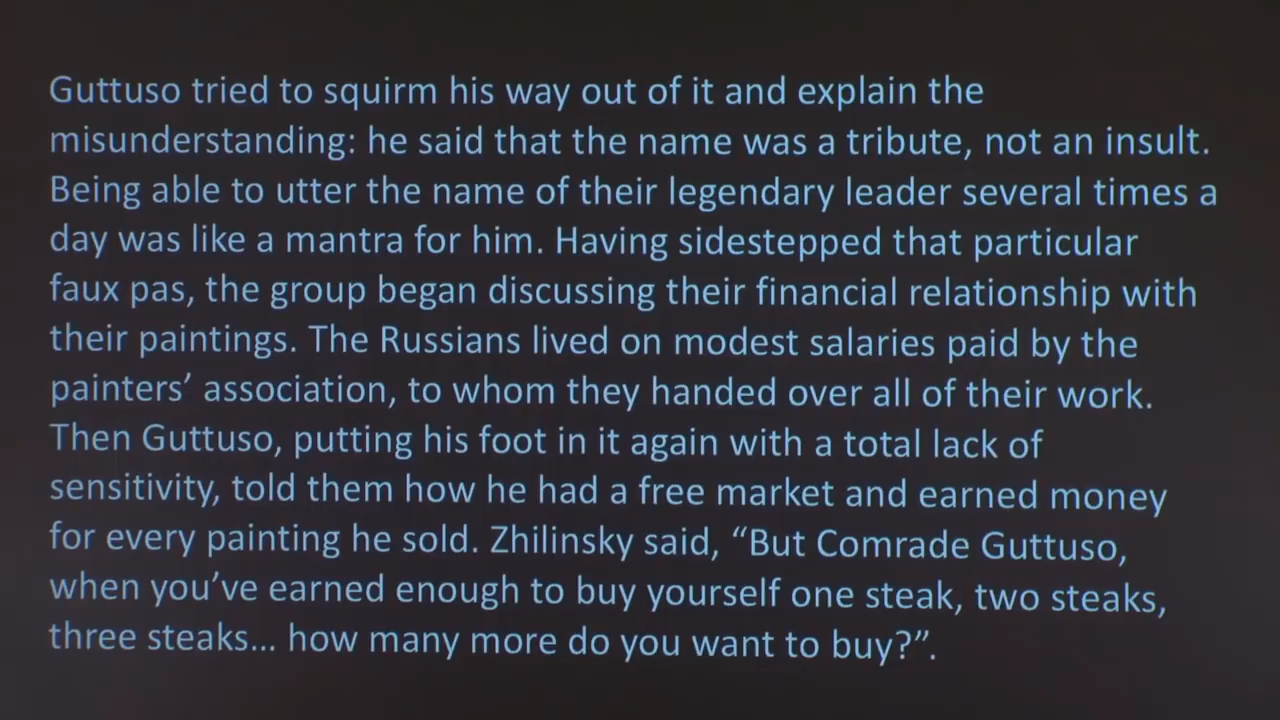 Guttuso tried to squirm his way out of it and explain the
misunderstanding: he said that the name was a tribute, not an insult.
Being able to utter the name of their legendary leader several times a
day was like a mantra for him. Having sidestepped that particular
faux pas, the group began discussing their financial relationship with
their paintings. The Russians lived on modest salaries paid by the
painters’ association, to whom they handed over all of their work.
Then Guttuso, putting his foot in it again with a total lack of
sensitivity, told them how he had a free market and earned money
for every painting he sold. Zhilinsky said, “But Comrade Guttuso,
when you’ve earned enough to buy yourself one steak, two steaks,
three steaks... how many more do you want to buy?”.